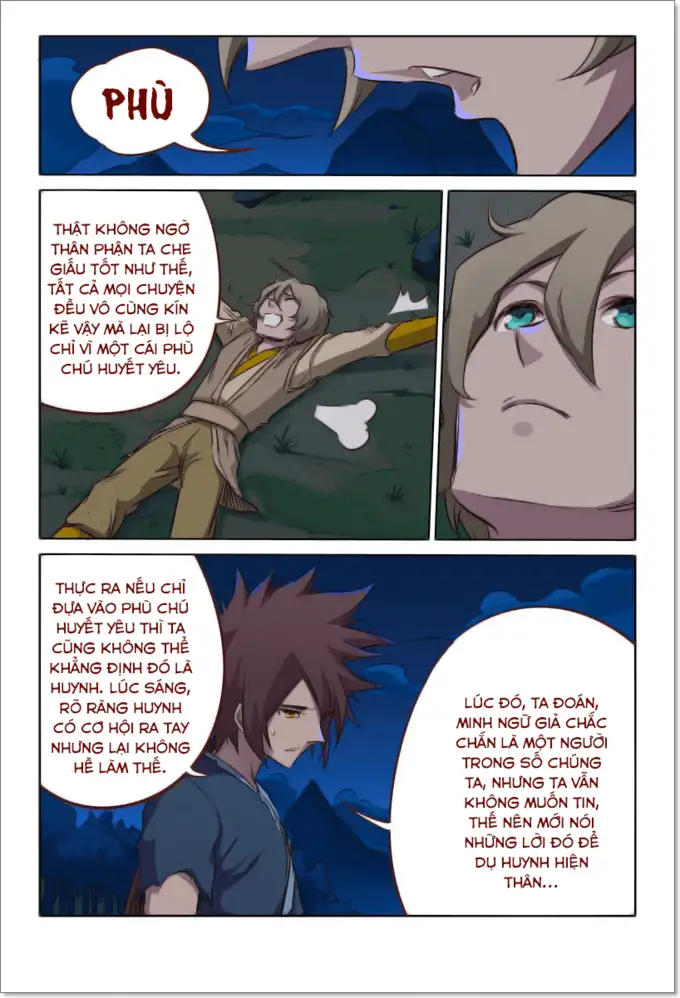 PHÙ
THẬT KHÔNG NGỜ
THÂN PHẬN TA CHE
GIẤU TỐT NHƯ THẾ,
TẤT CẢ MỌI CHUYỆN
ĐỀU VÔ CÙNG KÍN
KẼ VẬY MÀ LẠI BỊ LỘ
CHỈ VÌ MỘT CÁI PHÙ
CHÚ HUYẾT YÊU.
THỰC RA NẾU CHỈ
DỰA VÀO PHÙ CHÚ
HUYẾT YÊU THÌ TA
CŨNG KHÔNG THỂ
KHẲNG ĐỊNH ĐÓ LÀ
HUYNH. LÚC SÁNG,
RÕ RÀNG HUYNH
CÓ CƠ HỘI RA TAY
NHƯNG LẠI KHÔNG
HỀ LÀM THẾ.
LÚC ĐÓ, TA ĐOÁN,
MINH NGỮ GIẢ CHẮC
CHẮN LÀ MỘT NGƯỜI
TRONG SỐ CHÚNG
TA, NHƯNG TA VẪN
KHÔNG MUỐN TIN,
THẾ NÊN MỚI NÓI
NHỮNG LỜI ĐÓ ĐỂ
DỤ HUYNH HIỆN
THÂN...